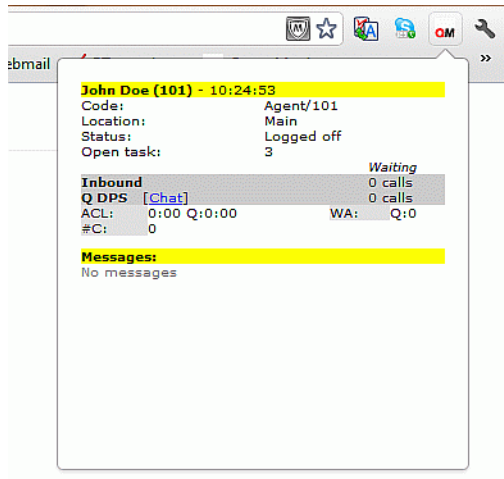 QM
ebmail
»
John Doe (101) - 10:24:53
Code: Agent/101
Location: Main
Status: Logged off
Open task: 3
Waiting
Inbound 0 calls
Q DPS [Chat] 0 calls
ACL: 0:00 Q:0:00 WA: Q:0
#C: 0
Messages:
No messages